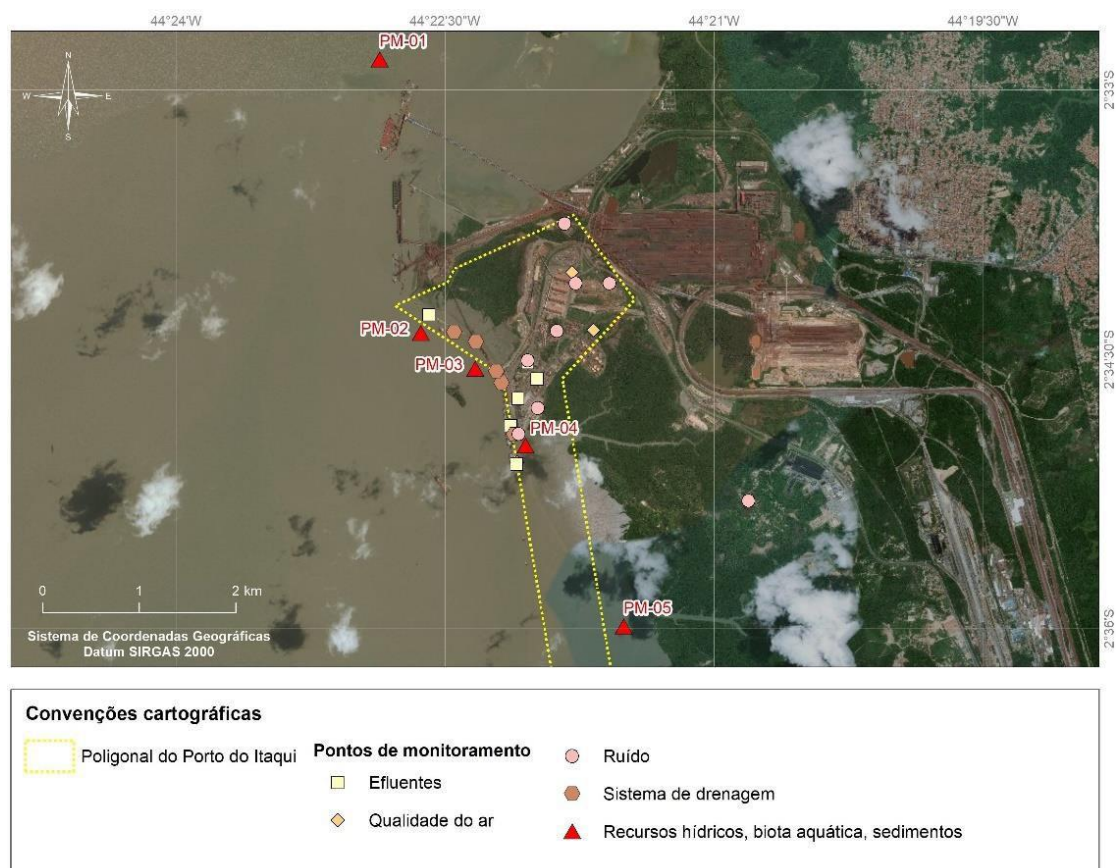 44°24'W 44°22'30"W 44°21'W 44°19'30"W
PM-01
N
W E
S
2°33'S
PM-02
PM-03
2°34'30"S
PM-04
PM-05
0 1 2 km
2°36'S
Sistema de Coordenadas Geográficas
Datum SIRGAS 2000
Convenções cartográficas
Poligonal do Porto do Itaqui
Pontos de monitoramento
Efluentes
Qualidade do ar
Ruído
Sistema de drenagem
Recursos hídricos, biota aquática, sedimentos